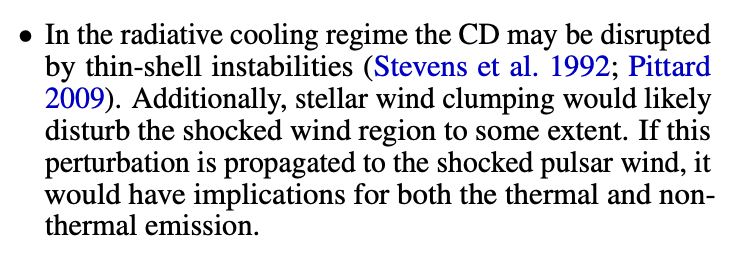 • In the radiative cooling regime the CD may be disrupted
by thin-shell instabilities (Stevens et al. 1992; Pittard
2009). Additionally, stellar wind clumping would likely
disturb the shocked wind region to some extent. If this
perturbation is propagated to the shocked pulsar wind, it
would have implications for both the thermal and non-
thermal emission.